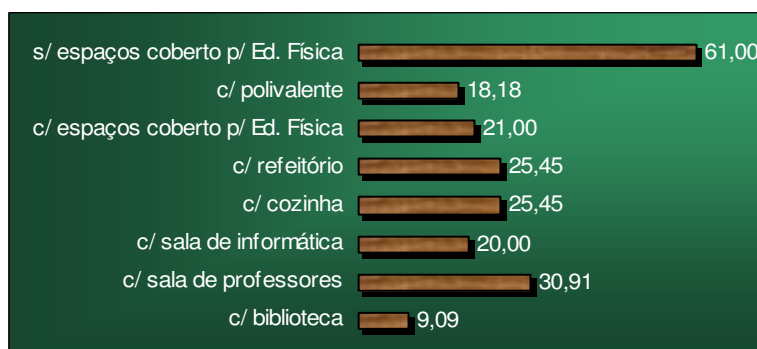 s/ espaços coberto p/ Ed. Física 61,00
c/ polivalente 18,18
c/ espaços coberto p/ Ed. Física 21,00
c/ refeitório 25,45
c/ cozinha 25,45
c/ sala de informática 20,00
c/ sala de professores 30,91
c/ biblioteca 9,09